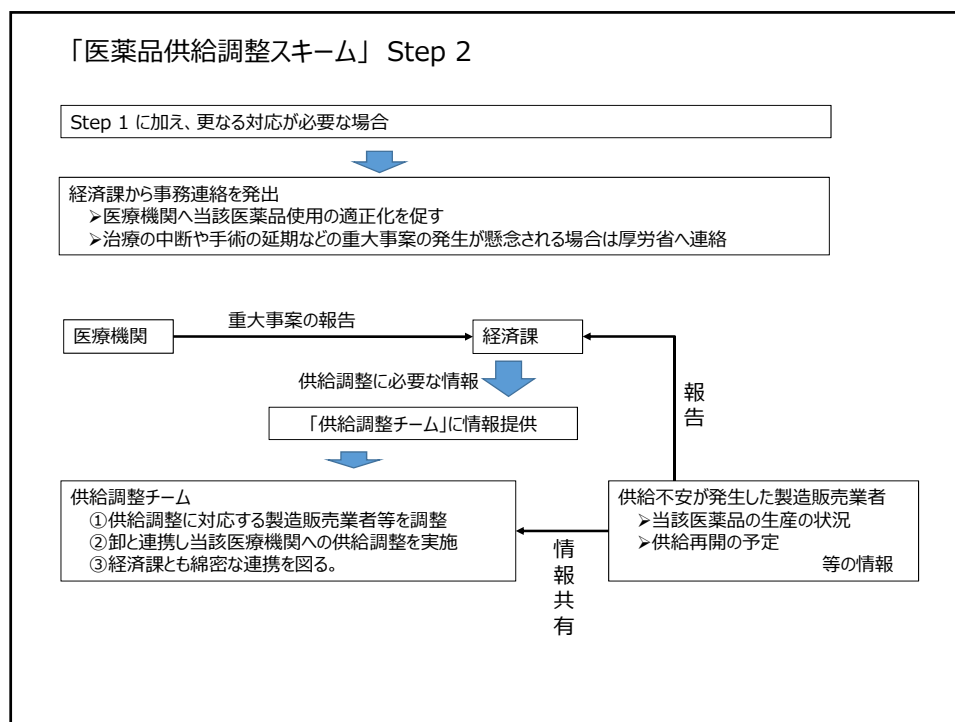 「医薬品供給調整スキーム」 Step 2
Step 1 に加え、更なる対応が必要な場合
経済課から事務連絡を発出
➢医療機関へ当該医薬品使用の適正化を促す
➢治療の中断や手術の延期などの重大事案の発生が懸念される場合は厚労省へ連絡
重大事案の報告
医療機関
経済課
供給調整に必要な情報
報告
「供給調整チーム」に情報提供
供給調整チーム
①供給調整に対応する製造販売業者等を調整
②卸と連携し当該医療機関への供給調整を実施
③経済課とも綿密な連携を図る。
供給不安が発生した製造販売業者
➢当該医薬品の生産の状況
➢供給再開の予定
等の情報
情報共有